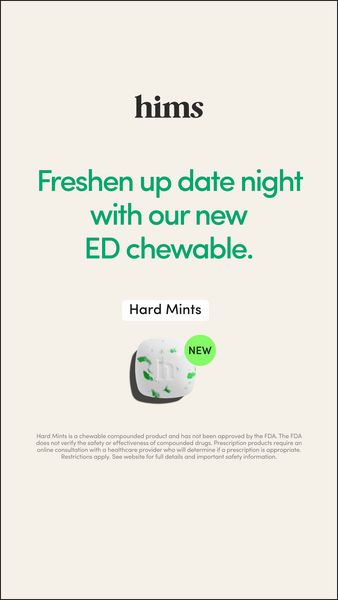 hims
Freshen up date night
with our new
ED chewable.
Hard Mints
NEW
h
Hard Mints is a chewable compounded product and has not been approved by the FDA. The FDA
does not verify the safety or effectiveness of compounded drugs. Prescription products require an
online consultation with a healthcare provider who will determine if a prescription is appropriate.
Restrictions apply. See website for full details and important safety information.